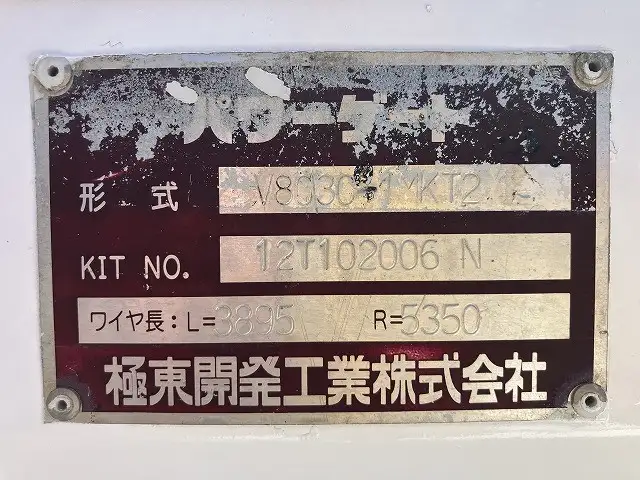 パワーゲート
形 式
KIT NO. 12T102006 N
ワイヤ長:L=3895 R=5350
極東開発工業株式会社